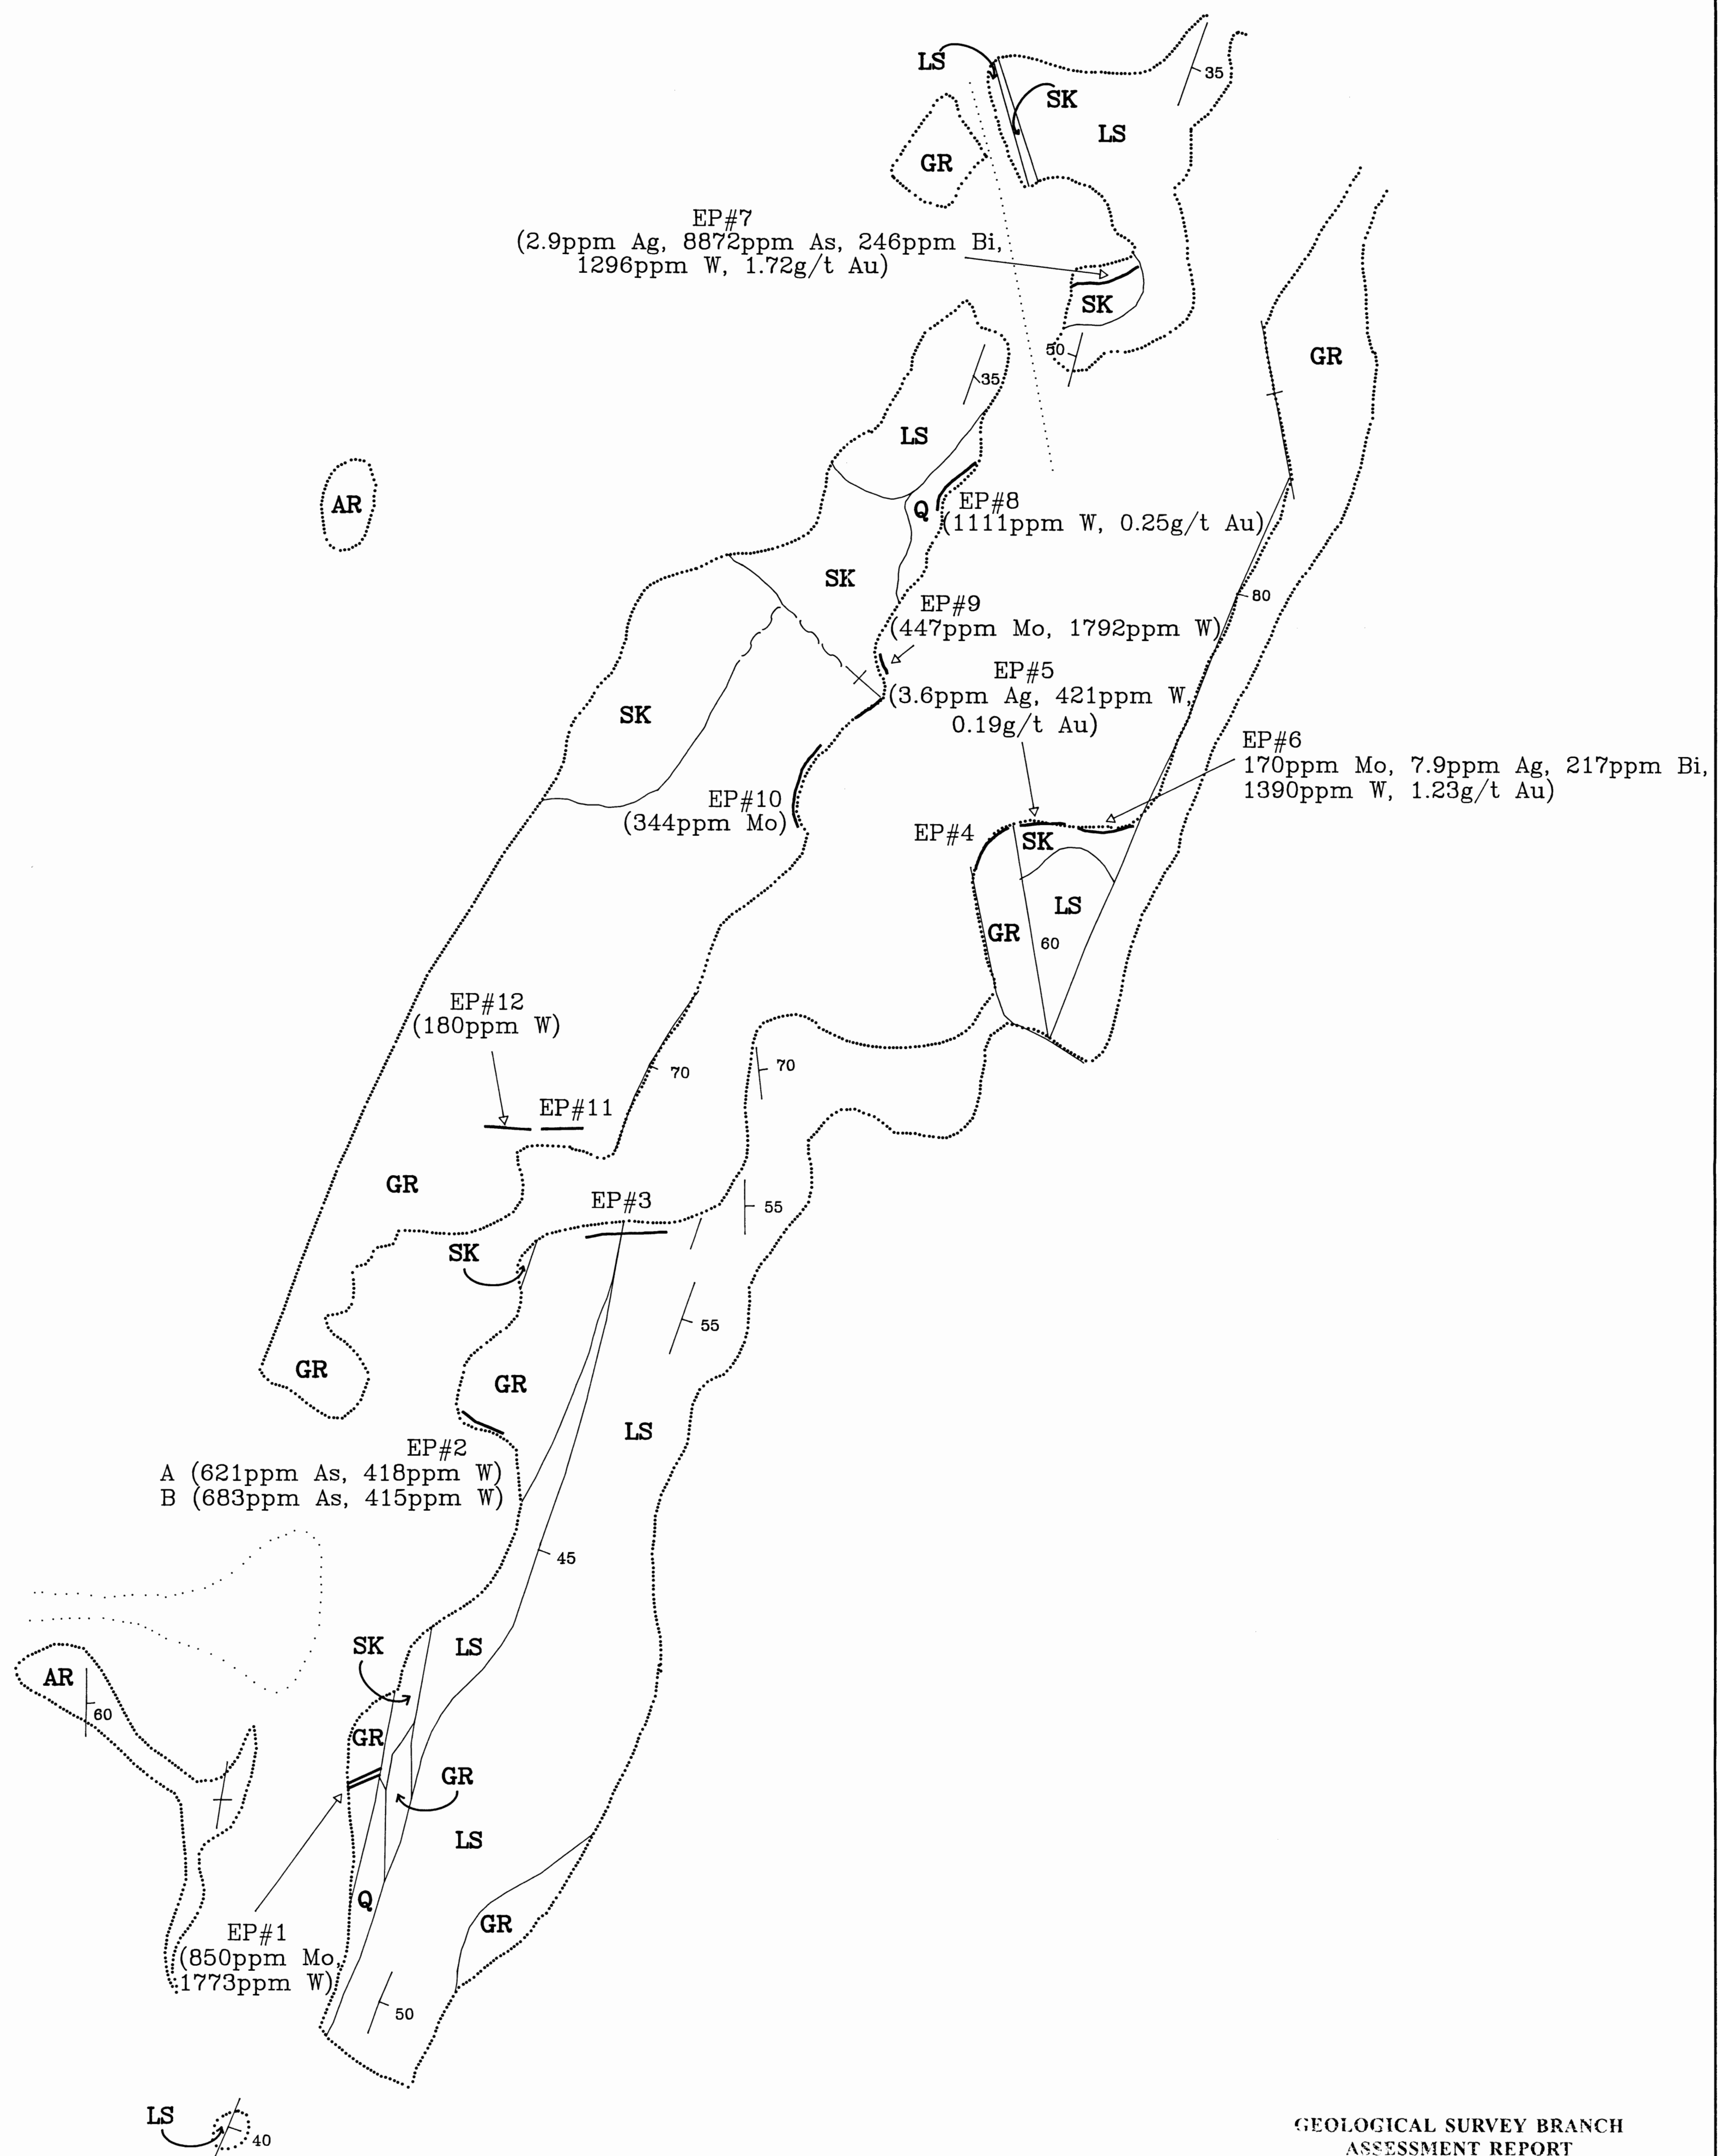 LS
35
SK
LS
GR
EP#7
(2.9ppm Ag, 8872ppm As, 246ppm Bi,
1296ppm W, 1.72g/t Au)
SK
50
GR
35
LS
AR
Q
EP#8
(1111ppm W, 0.25g/t Au)
SK
80
EP#9
(447ppm Mo, 1792ppm W)
EP#5
(3.6ppm Ag, 421ppm W,
0.19g/t Au)
SK
EP#6
170ppm Mo, 7.9ppm Ag, 217ppm Bi,
1390ppm W, 1.23g/t Au)
EP#10
(344ppm Mo)
EP#4
SK
LS
GR
60
EP#12
(180ppm W)
70
70
EP#11
GR
EP#3
55
SK
55
GR
GR
LS
EP#2
A (621ppm As, 418ppm W)
B (683ppm As, 415ppm W)
45
SK
LS
AR
60
GR
GR
LS
Q
GR
EP#1
(850ppm Mo,
1773ppm W)
50
LS
40
GEOLOGICAL SURVEY BRANCH
ASSESSMENT REPORT